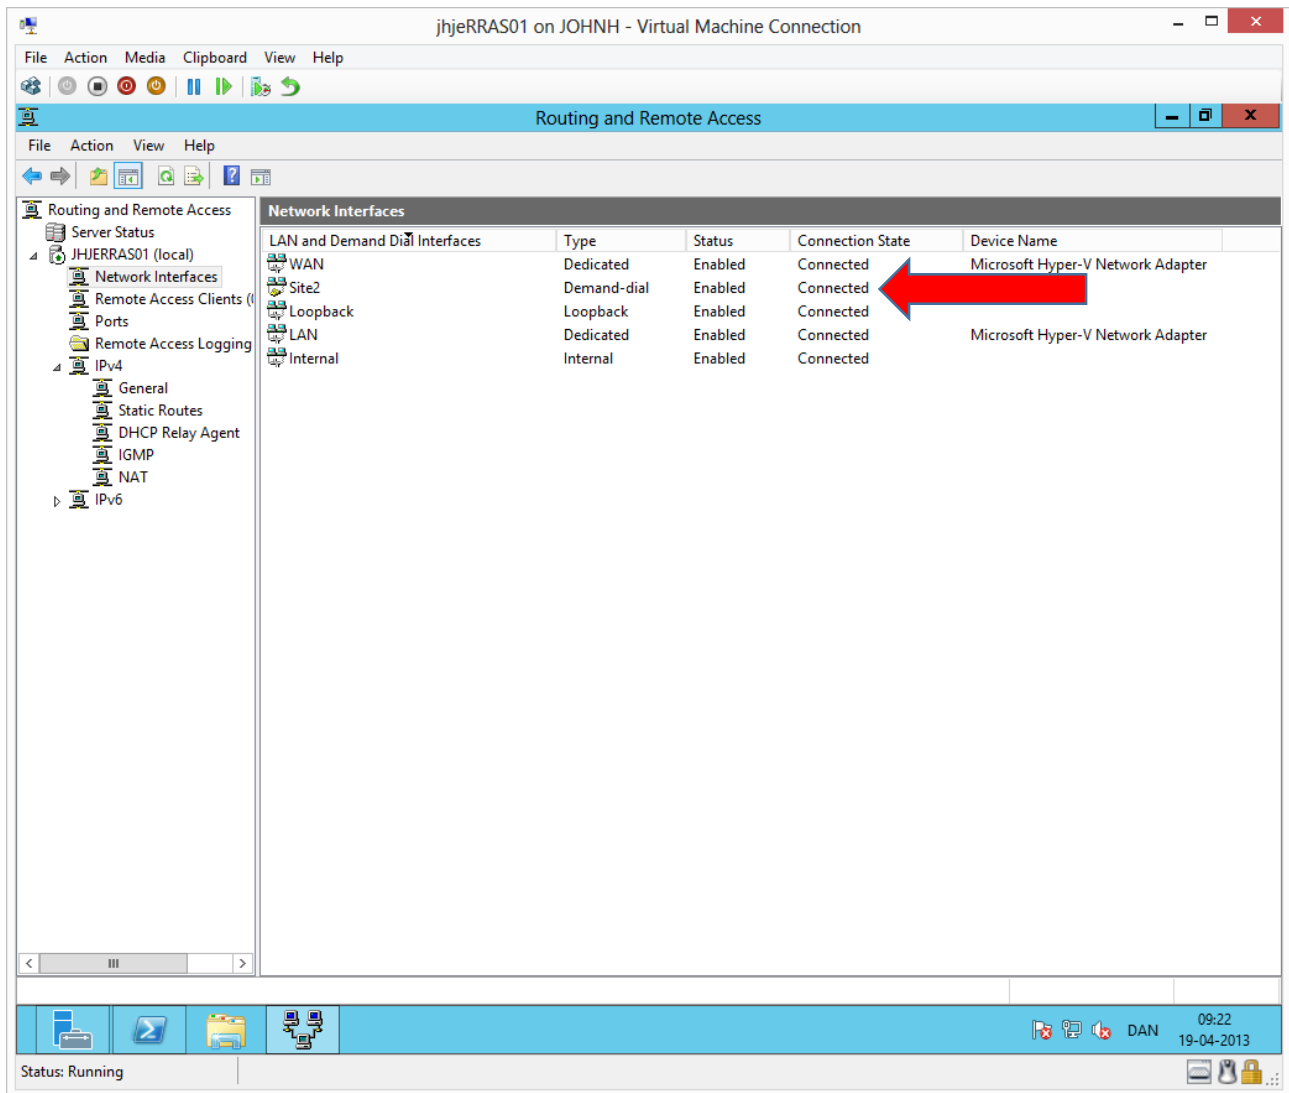 jhjeRRAS01 on JOHNH - Virtual Machine Connection
File Action Media Clipboard View Help
Routing and Remote Access
File Action View Help
Routing and Remote Access
Server Status
JHJERRAS01 (local)
Network Interfaces
Remote Access Clients (
Ports
Remote Access Logging
IPv4
General
Static Routes
DHCP Relay Agent
IGMP
NAT
IPv6
Network Interfaces
LAN and Demand Dial Interfaces Type Status Connection State Device Name
WAN Dedicated Enabled Connected Microsoft Hyper-V Network Adapter
Site2 Demand-dial Enabled Connected
Loopback Loopback Enabled Connected
LAN Dedicated Enabled Connected Microsoft Hyper-V Network Adapter
Internal Internal Enabled Connected
DAN
09:22
19-04-2013
Status: Running